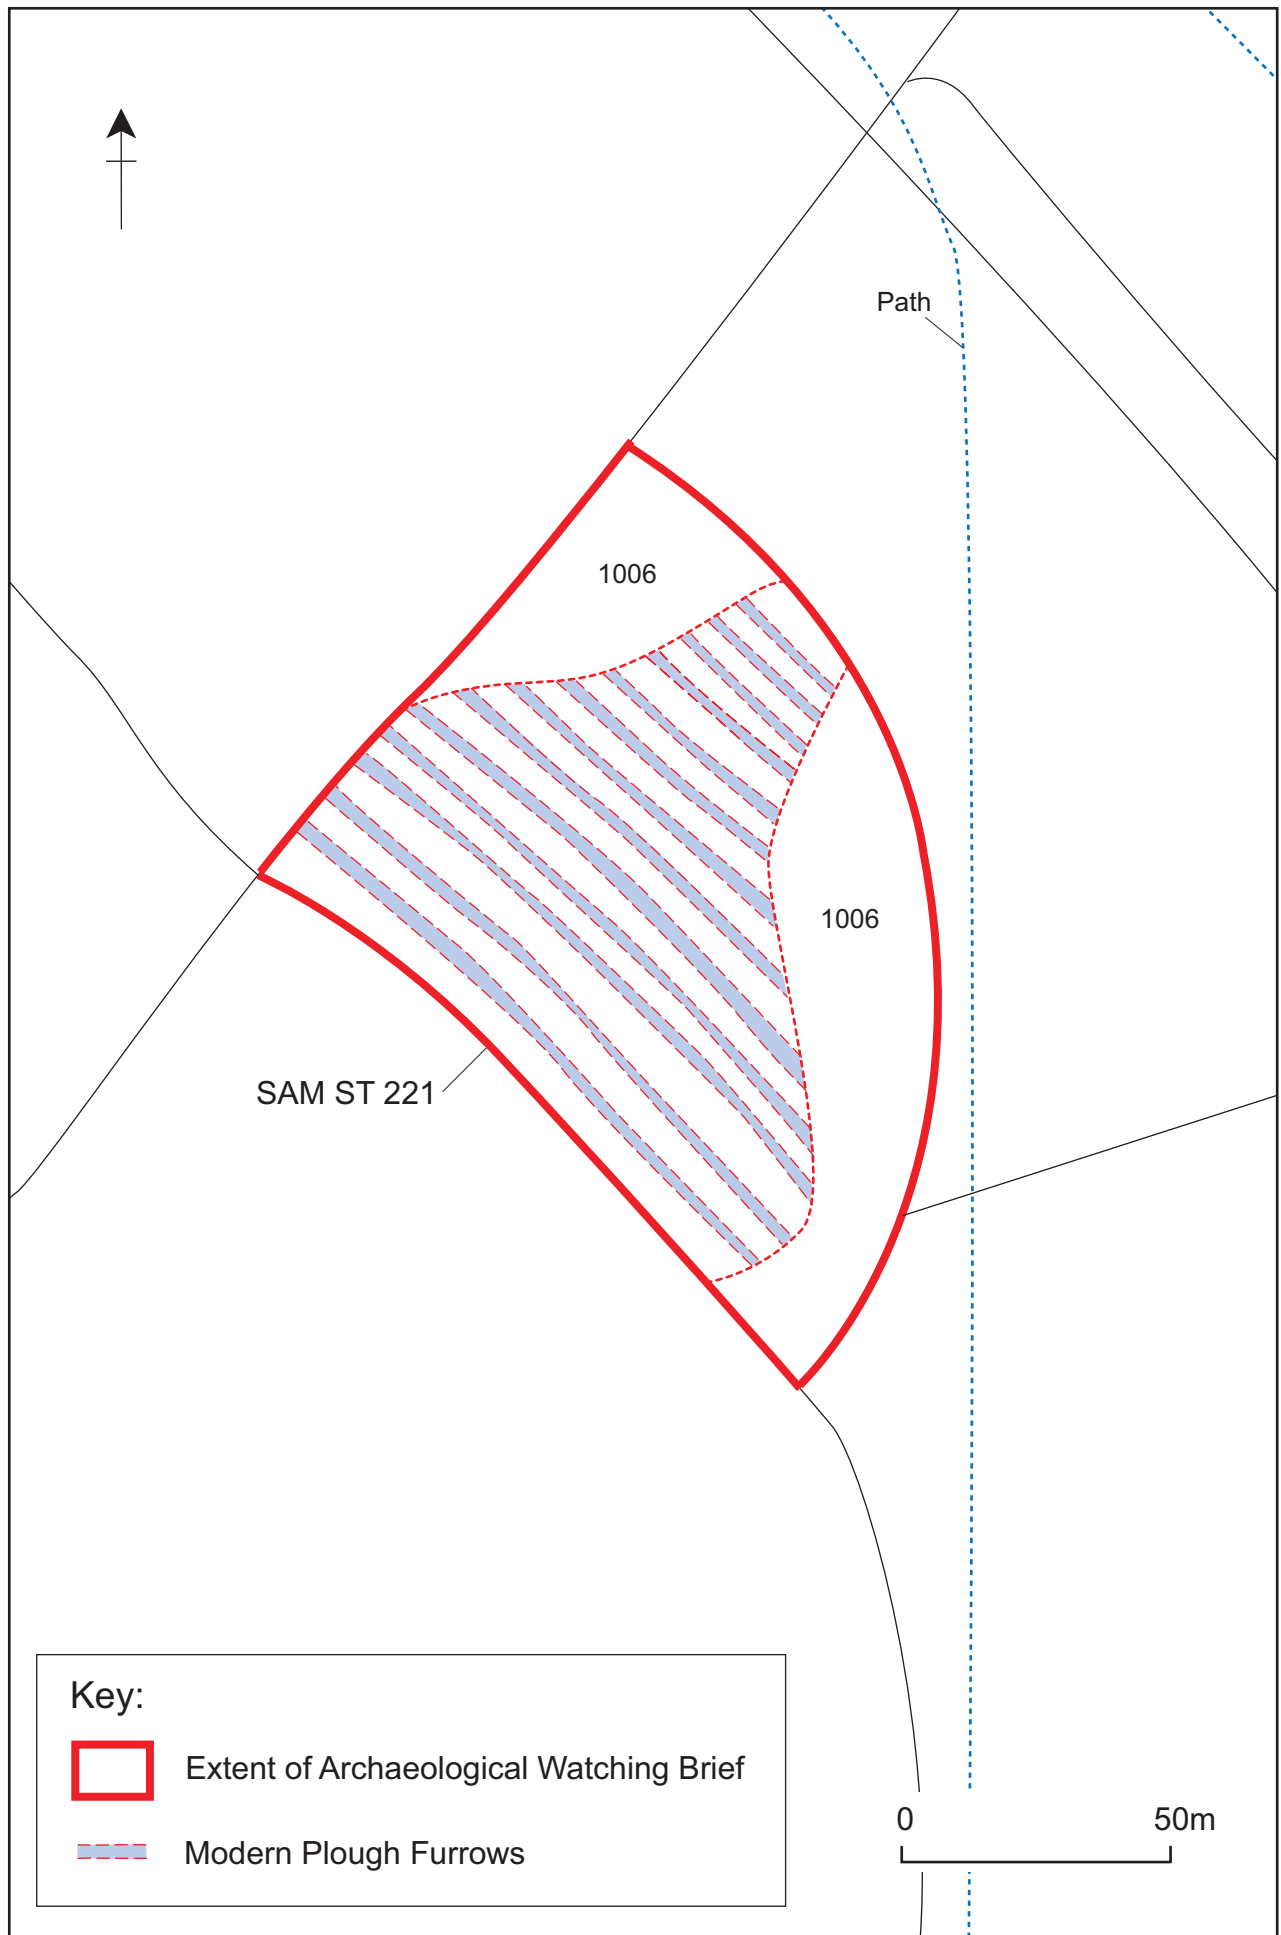 Path
1006
1006
SAM ST 221
Key:
Extent of Archaeological Watching Brief
Modern Plough Furrows
0 50m